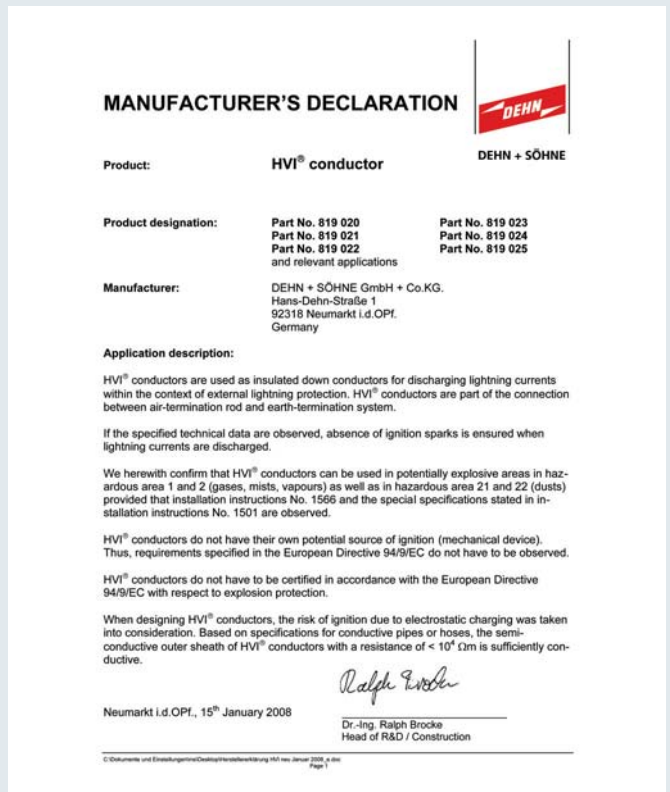 MANUFACTURER'S DECLARATION
DEHN
DEHN + SÖHNE
Product: HVI® conductor
Product designation: Part No. 819 020 Part No. 819 023
Part No. 819 021 Part No. 819 024
Part No. 819 022 Part No. 819 025
and relevant applications
Manufacturer: DEHN + SÖHNE GmbH + Co.KG.
Hans-Dehn-Straße 1
92318 Neumarkt i.d.OPf.
Germany
Application description:
HVI® conductors are used as insulated down conductors for discharging lightning currents
within the context of external lightning protection. HVI® conductors are part of the connection
between air-termination rod and earth-termination system.
If the specified technical data are observed, absence of ignition sparks is ensured when
lightning currents are discharged.
We herewith confirm that HVI® conductors can be used in potentially explosive areas in haz-
ardous area 1 and 2 (gases, mists, vapours) as well as in hazardous area 21 and 22 (dusts)
provided that installation instructions No. 1566 and the special specifications stated in in-
stallation instructions No. 1501 are observed.
HVI® conductors do not have their own potential source of ignition (mechanical device).
Thus, requirements specified in the European Directive 94/9/EC do not have to be observed.
HVI® conductors do not have to be certified in accordance with the European Directive
94/9/EC with respect to explosion protection.
When designing HVI® conductors, the risk of ignition due to electrostatic charging was taken
into consideration. Based on specifications for conductive pipes or hoses, the semi-
conductive outer sheath of HVI® conductors with a resistance of < 10⁴ Ωm is sufficiently con-
ductive.
Ralph Brocke
Neumarkt i.d.OPf., 15th January 2008
Dr.-Ing. Ralph Brocke
Head of R&D / Construction
Page 1